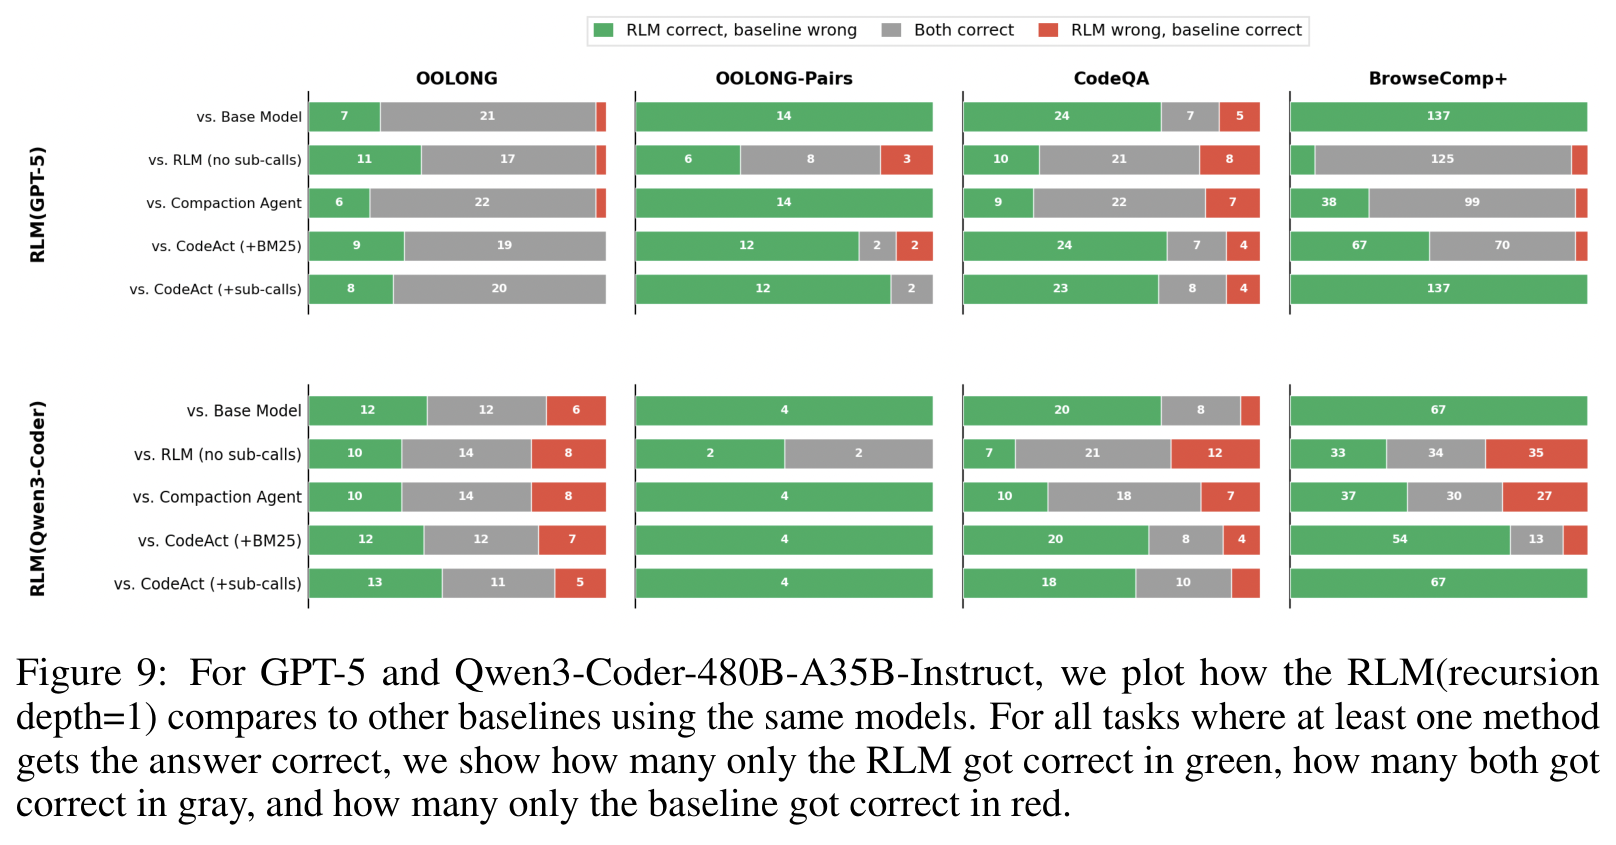 RLM correct, baseline wrong Both correct RLM wrong, baseline correct
OOLONG OOLONG-Pairs CodeQA BrowseComp+
RLM(GPT-5)
vs. Base Model 7 21 14 24 7 5 137
vs. RLM (no sub-calls) 11 17 6 8 3 10 21 8 125
vs. Compaction Agent 6 22 14 9 22 7 38 99
vs. CodeAct (+BM25) 9 19 12 2 2 24 7 4 67 70
vs. CodeAct (+sub-calls) 8 20 12 2 23 8 4 137
RLM(Qwen3-Coder)
vs. Base Model 12 12 6 4 20 8 67
vs. RLM (no sub-calls) 10 14 8 2 2 7 21 12 33 34 35
vs. Compaction Agent 10 14 8 4 10 18 7 37 30 27
vs. CodeAct (+BM25) 12 12 7 4 20 8 4 54 13
vs. CodeAct (+sub-calls) 13 11 5 4 18 10 67
Figure 9: For GPT-5 and Qwen3-Coder-480B-A35B-Instruct, we plot how the RLM(recursion
depth=1) compares to other baselines using the same models. For all tasks where at least one method
gets the answer correct, we show how many only the RLM got correct in green, how many both got
correct in gray, and how many only the baseline got correct in red.